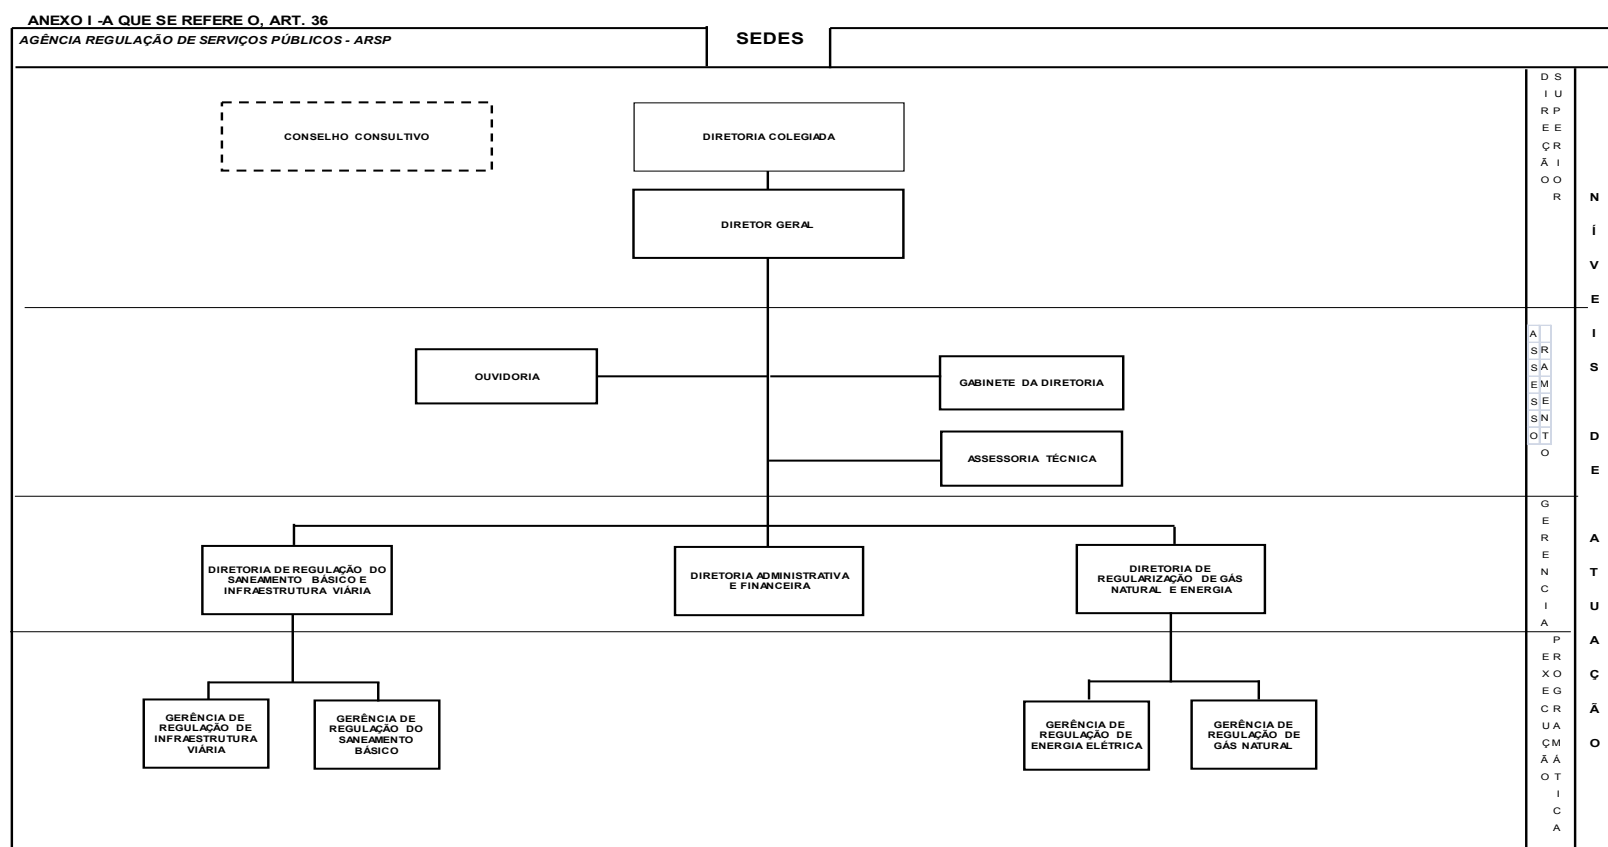 ANEXO I -A QUE SE REFERE O, ART. 36
AGÊNCIA REGULAÇÃO DE SERVIÇOS PÚBLICOS - ARSP
SEDES
CONSELHO CONSULTIVO
DIRETORIA COLEGIADA
DIRETOR GERAL
DIREÇÃO
SUPERIOR
OUVIDORIA
GABINETE DA DIRETORIA
ASSESSORIA TÉCNICA
ASSESSO
RAMENTO
DIRETORIA DE REGULAÇÃO DO
SANEAMENTO BÁSICO E
INFRAESTRUTURA VIÁRIA
DIRETORIA ADMINISTRATIVA
E FINANCEIRA
DIRETORIA DE
REGULARIZAÇÃO DE GÁS
NATURAL E ENERGIA
GERENCIA
GERÊNCIA DE
REGULAÇÃO DE
INFRAESTRUTURA
VIÁRIA
GERÊNCIA DE
REGULAÇÃO DO
SANEAMENTO
BÁSICO
GERÊNCIA DE
REGULAÇÃO DE
ENERGIA ELÉTRICA
GERÊNCIA DE
REGULAÇÃO DE
GÁS NATURAL
EXECUÇÃO
PROGRAMÁTICA
NÍVEIS DE ATUAÇÃO